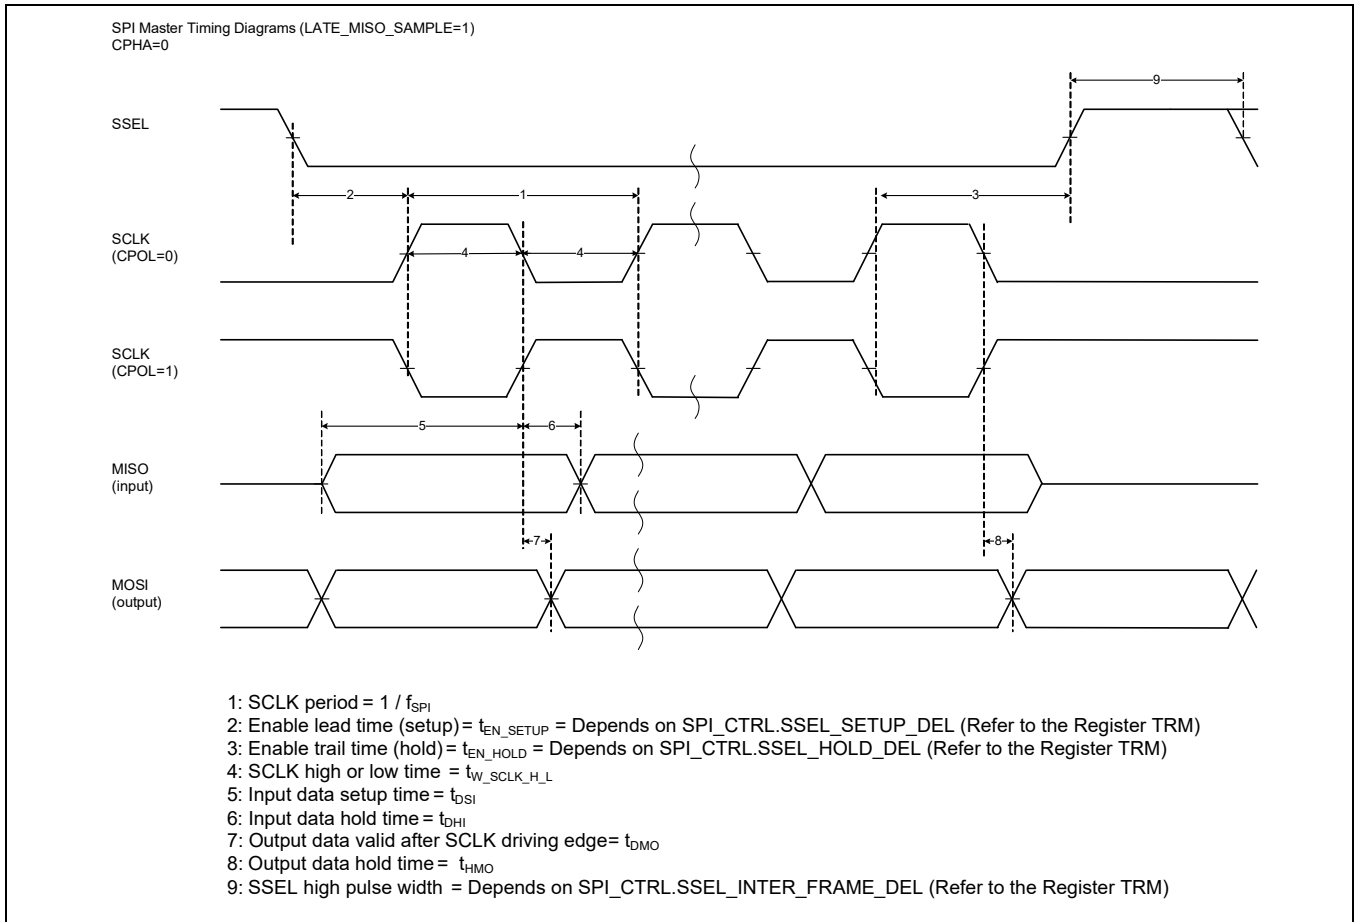 SPI Master Timing Diagrams (LATE_MISO_SAMPLE=1)
CPHA=0
9
SSEL
2
1
3
SCLK
(CPOL=0)
4
4
SCLK
(CPOL=1)
5
6
MISO
(input)
7
8
MOSI
(output)
1: SCLK period = 1 / fSPI
2: Enable lead time (setup) = tEN_SETUP = Depends on SPI_CTRL.SSEL_SETUP_DEL (Refer to the Register TRM)
3: Enable trail time (hold) = tEN_HOLD = Depends on SPI_CTRL.SSEL_HOLD_DEL (Refer to the Register TRM)
4: SCLK high or low time = tW_SCLK_H_L
5: Input data setup time = tDSI
6: Input data hold time = tDHI
7: Output data valid after SCLK driving edge= tDMO
8: Output data hold time = tHMO
9: SSEL high pulse width = Depends on SPI_CTRL.SSEL_INTER_FRAME_DEL (Refer to the Register TRM)